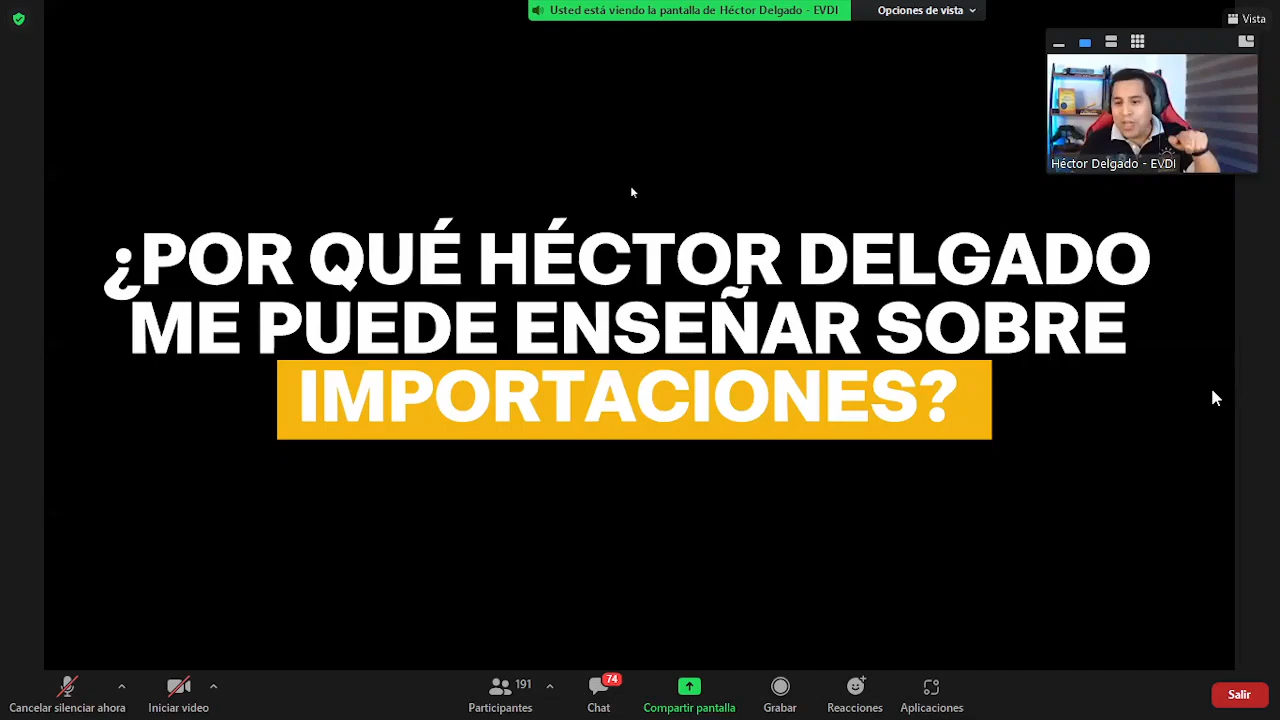 Usted está viendo la pantalla de Héctor Delgado - EVDI
Opciones de vista
Vista
Héctor Delgado - EVDI
¿POR QUÉ HÉCTOR DELGADO
ME PUEDE ENSEÑAR SOBRE
IMPORTACIONES?
Cancelar silenciar ahora
Iniciar video
191
Participantes
74
Chat
Compartir pantalla
Grabar
Reacciones
Aplicaciones
Salir